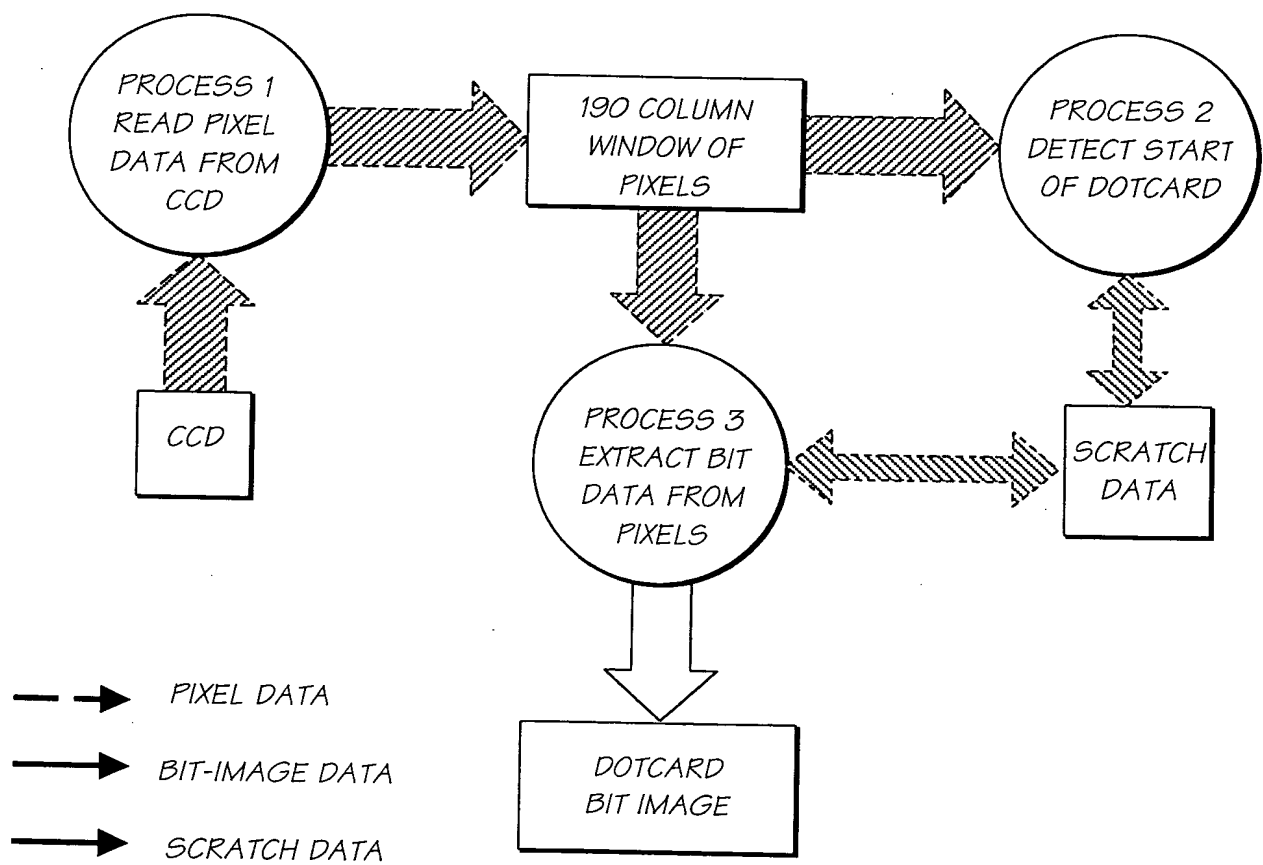 PROCESS 1
READ PIXEL
DATA FROM
CCD
190 COLUMN
WINDOW OF
PIXELS
PROCESS 2
DETECT START
OF DOTCARD
CCD
PROCESS 3
EXTRACT BIT
DATA FROM
PIXELS
SCRATCH
DATA
DOTCARD
BIT IMAGE
PIXEL DATA
BIT-IMAGE DATA
SCRATCH DATA